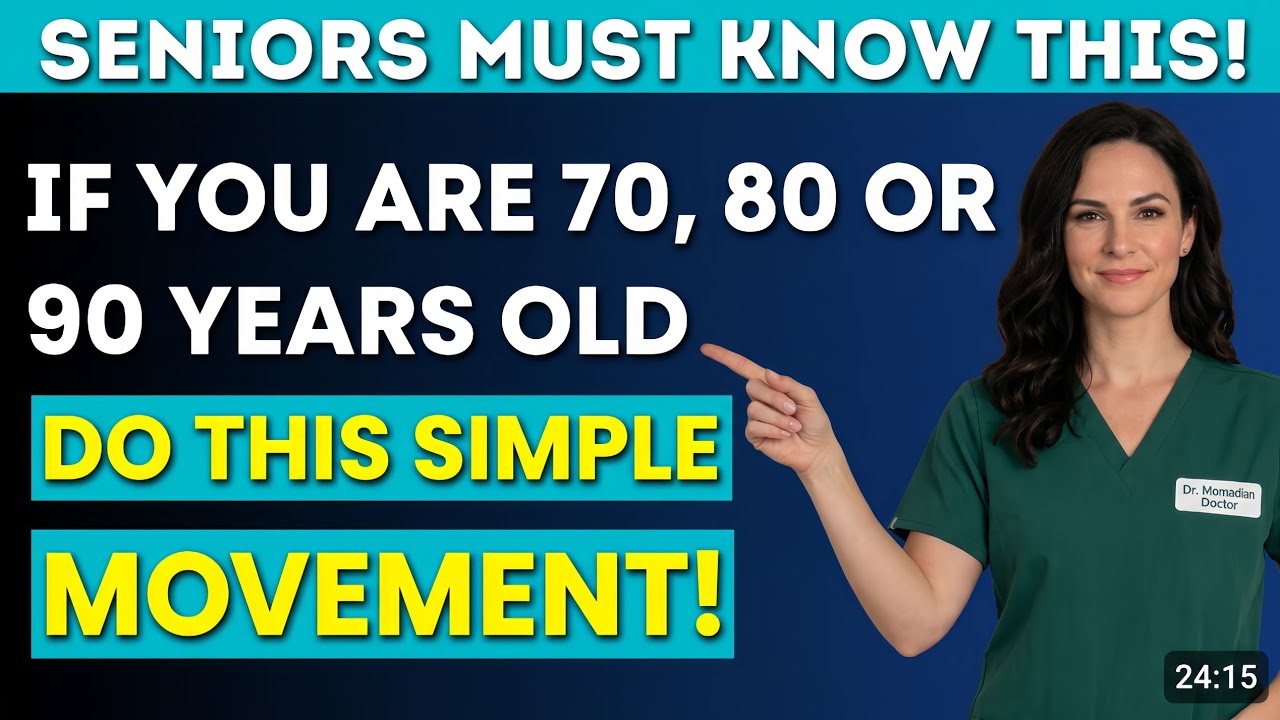 SENIORS MUST KNOW THIS!
IF YOU ARE 70, 80 OR
90 YEARS OLD
DO THIS SIMPLE
MOVEMENT!
Dr. Momadian
Doctor
24:15